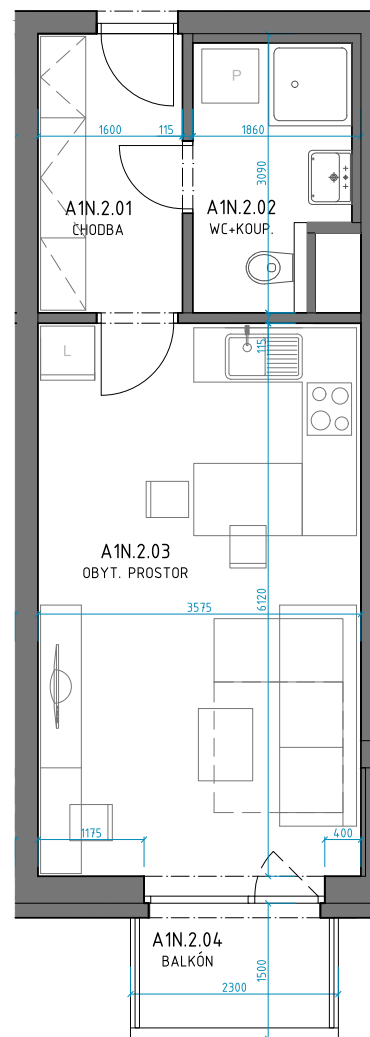 P
1600
115
1860
3090
A1N.2.01
CHODBA
A1N.2.02
WC+KOUP.
L
115
A1N.2.03
OBYT. PROSTOR
3575
6120
1175
400
A1N.2.04
BALKÓN
1500
2300